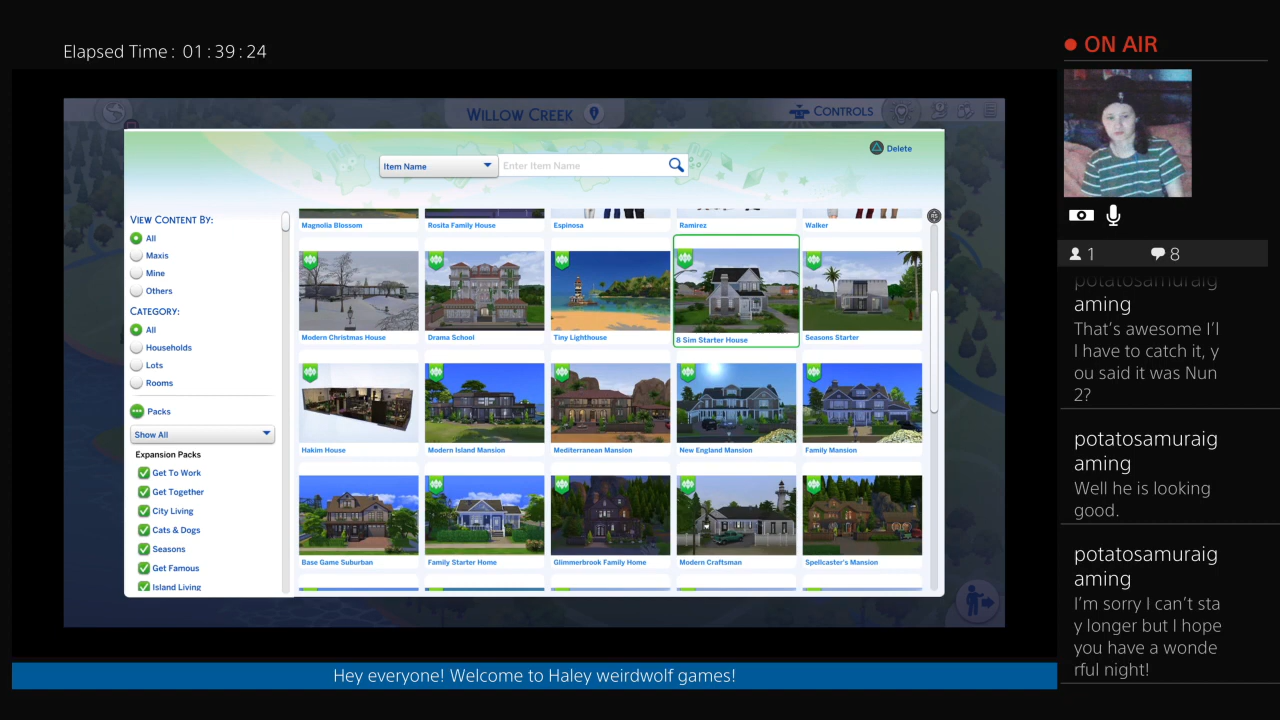 Elapsed Time: 01:39:24
ON AIR
WILLOW CREEK
CONTROLS
Delete
Item Name
Enter Item Name
VIEW CONTENT BY:
All
Maxis
Mine
Others
CATEGORY:
All
Households
Lots
Rooms
Packs
Show All
Expansion Packs
Get To Work
Get Together
City Living
Cats & Dogs
Seasons
Get Famous
Island Living
RS
Magnolia Blossom
Rosita Family House
Espinosa
Ramirez
Walker
Modern Christmas House
Drama School
Tiny Lighthouse
8 Sim Starter House
Seasons Starter
Hakim House
Modern Island Mansion
Mediterranean Mansion
New England Mansion
Family Mansion
Base Game Suburban
Family Starter Home
Glimmerbrook Family Home
Modern Craftsman
Spellcaster's Mansion
1
8
potatosamuraig
aming
That's awesome I'l
l have to catch it, y
ou said it was Nun
2?
potatosamuraig
aming
Well he is looking
good.
potatosamuraig
aming
I'm sorry I can't sta
y longer but I hope
you have a wonde
rful night!
Hey everyone! Welcome to Haley weirdwolf games!